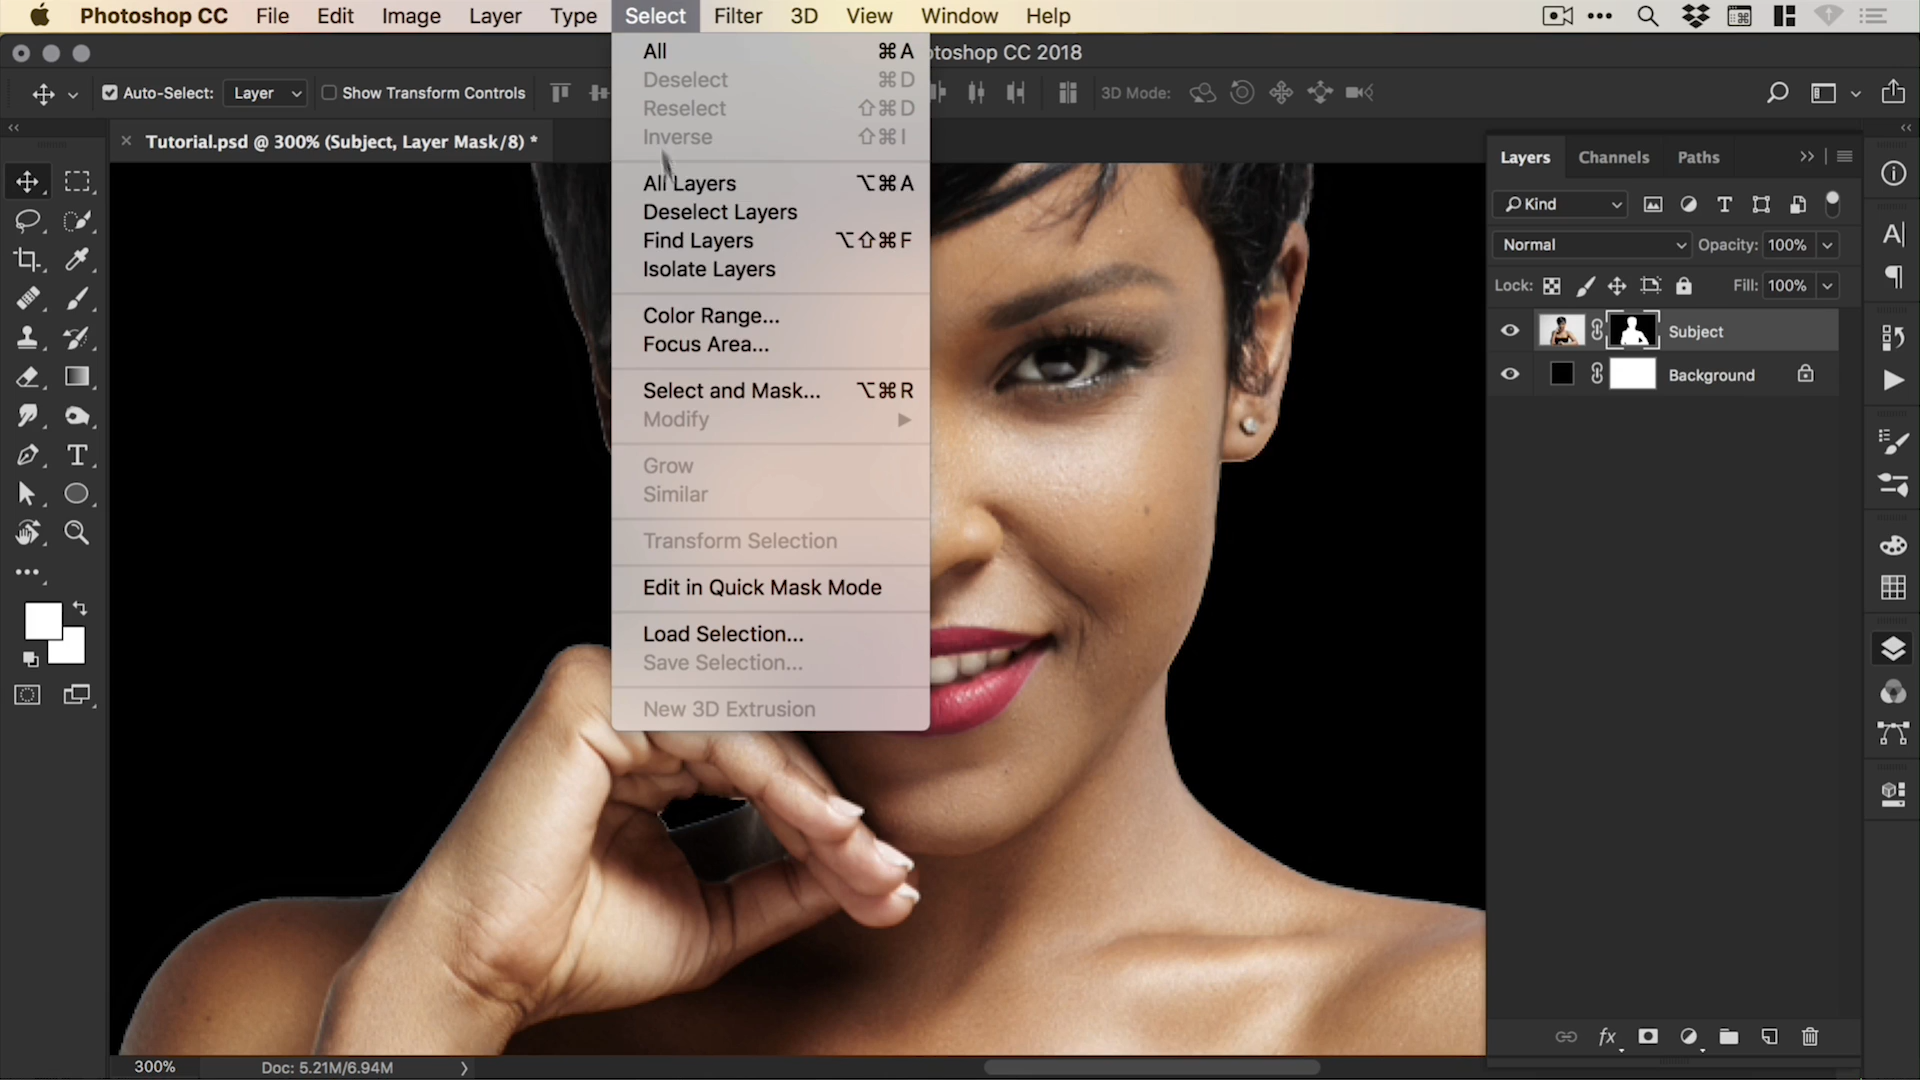 Photoshop CC File Edit Image Layer Type Select Filter 3D View Window Help
otoshop CC 2018
Auto-Select: Layer Show Transform Controls 3D Mode:
Tutorial.psd @ 300% (Subject, Layer Mask/8) *
All ⌘A
Deselect ⌘D
Reselect ⇧⌘D
Inverse ⇧⌘I
All Layers ⌥⌘A
Deselect Layers
Find Layers ⌥⇧⌘F
Isolate Layers
Color Range...
Focus Area...
Select and Mask... ⌥⌘R
Modify
Grow
Similar
Transform Selection
Edit in Quick Mask Mode
Load Selection...
Save Selection...
New 3D Extrusion
Layers Channels Paths
Kind
Normal Opacity: 100%
Lock: Fill: 100%
Subject
Background
fx
300% Doc: 5.21M/6.94M